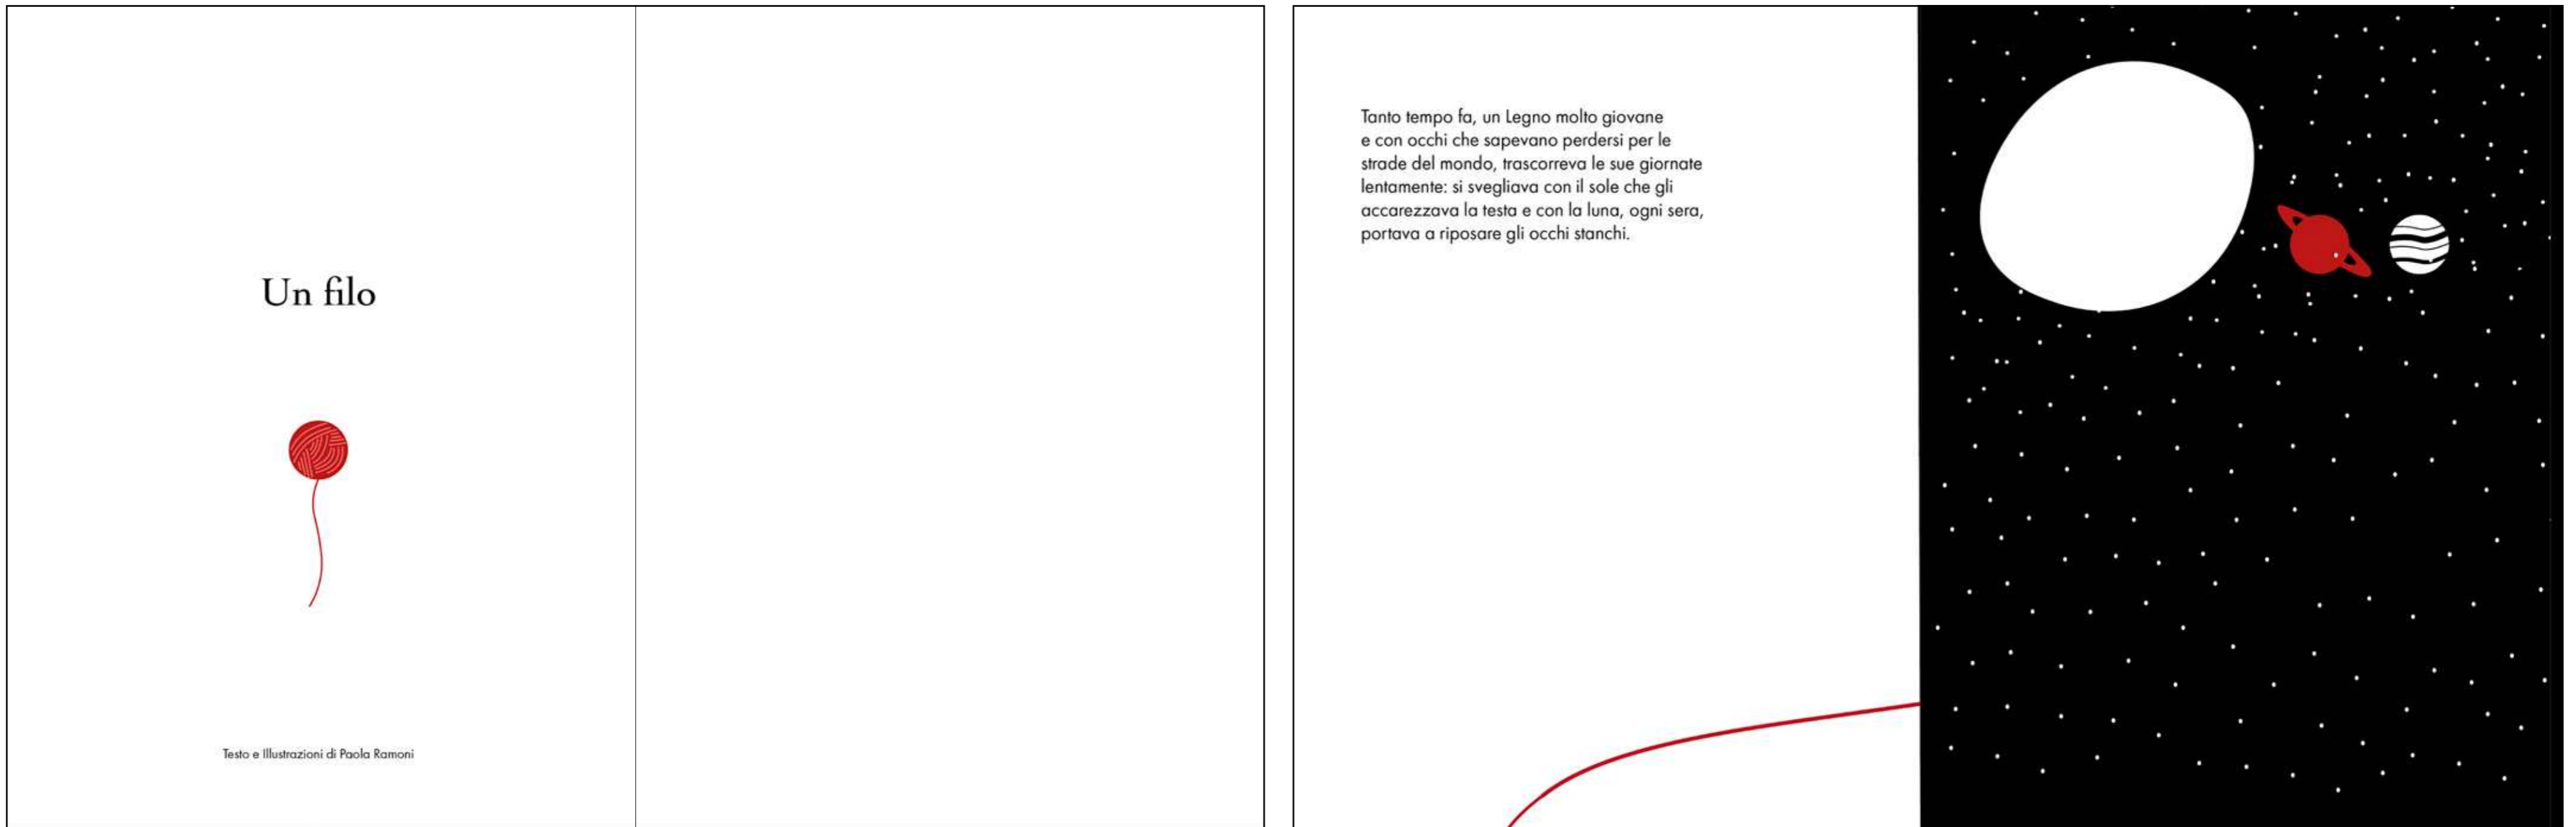 Un filo
Testo e Illustrazioni di Paola Ramoni
Tanto tempo fa, un Legno molto giovane
e con occhi che sapevano perdersi per le
strade del mondo, trascorreva le sue giornate
lentamente: si svegliava con il sole che gli
accarezzava la testa e con la luna, ogni sera,
portava a riposare gli occhi stanchi.